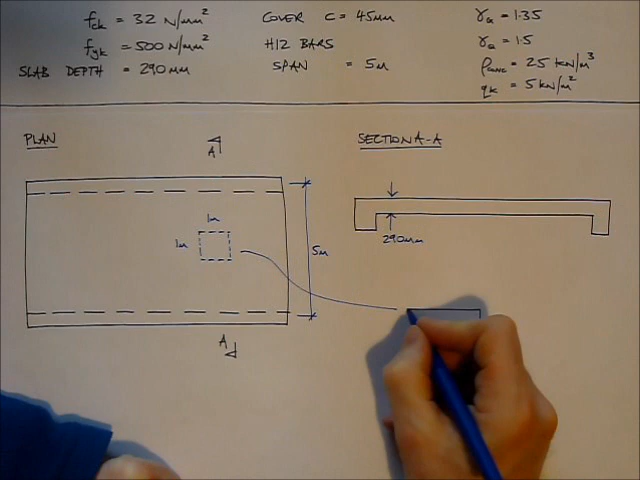 fck = 32 N/mm²
COVER C = 45mm
γG = 1.35
fyk = 500 N/mm²
H12 BARS
γQ = 1.5
SLAB DEPTH = 290mm
SPAN = 5m
ρconc = 25 kN/m³
qk = 5 kN/m²
PLAN
A
SECTION A-A
1m
1m
5m
290mm
A